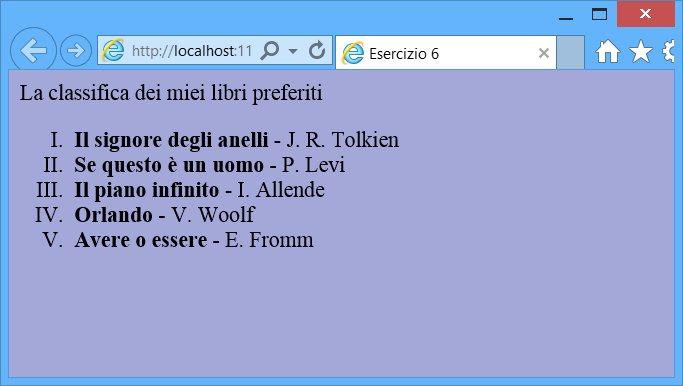 http://localhost:11
Esercizio 6
La classifica dei miei libri preferiti
I. Il signore degli anelli - J. R. Tolkien
II. Se questo è un uomo - P. Levi
III. Il piano infinito - I. Allende
IV. Orlando - V. Woolf
V. Avere o essere - E. Fromm